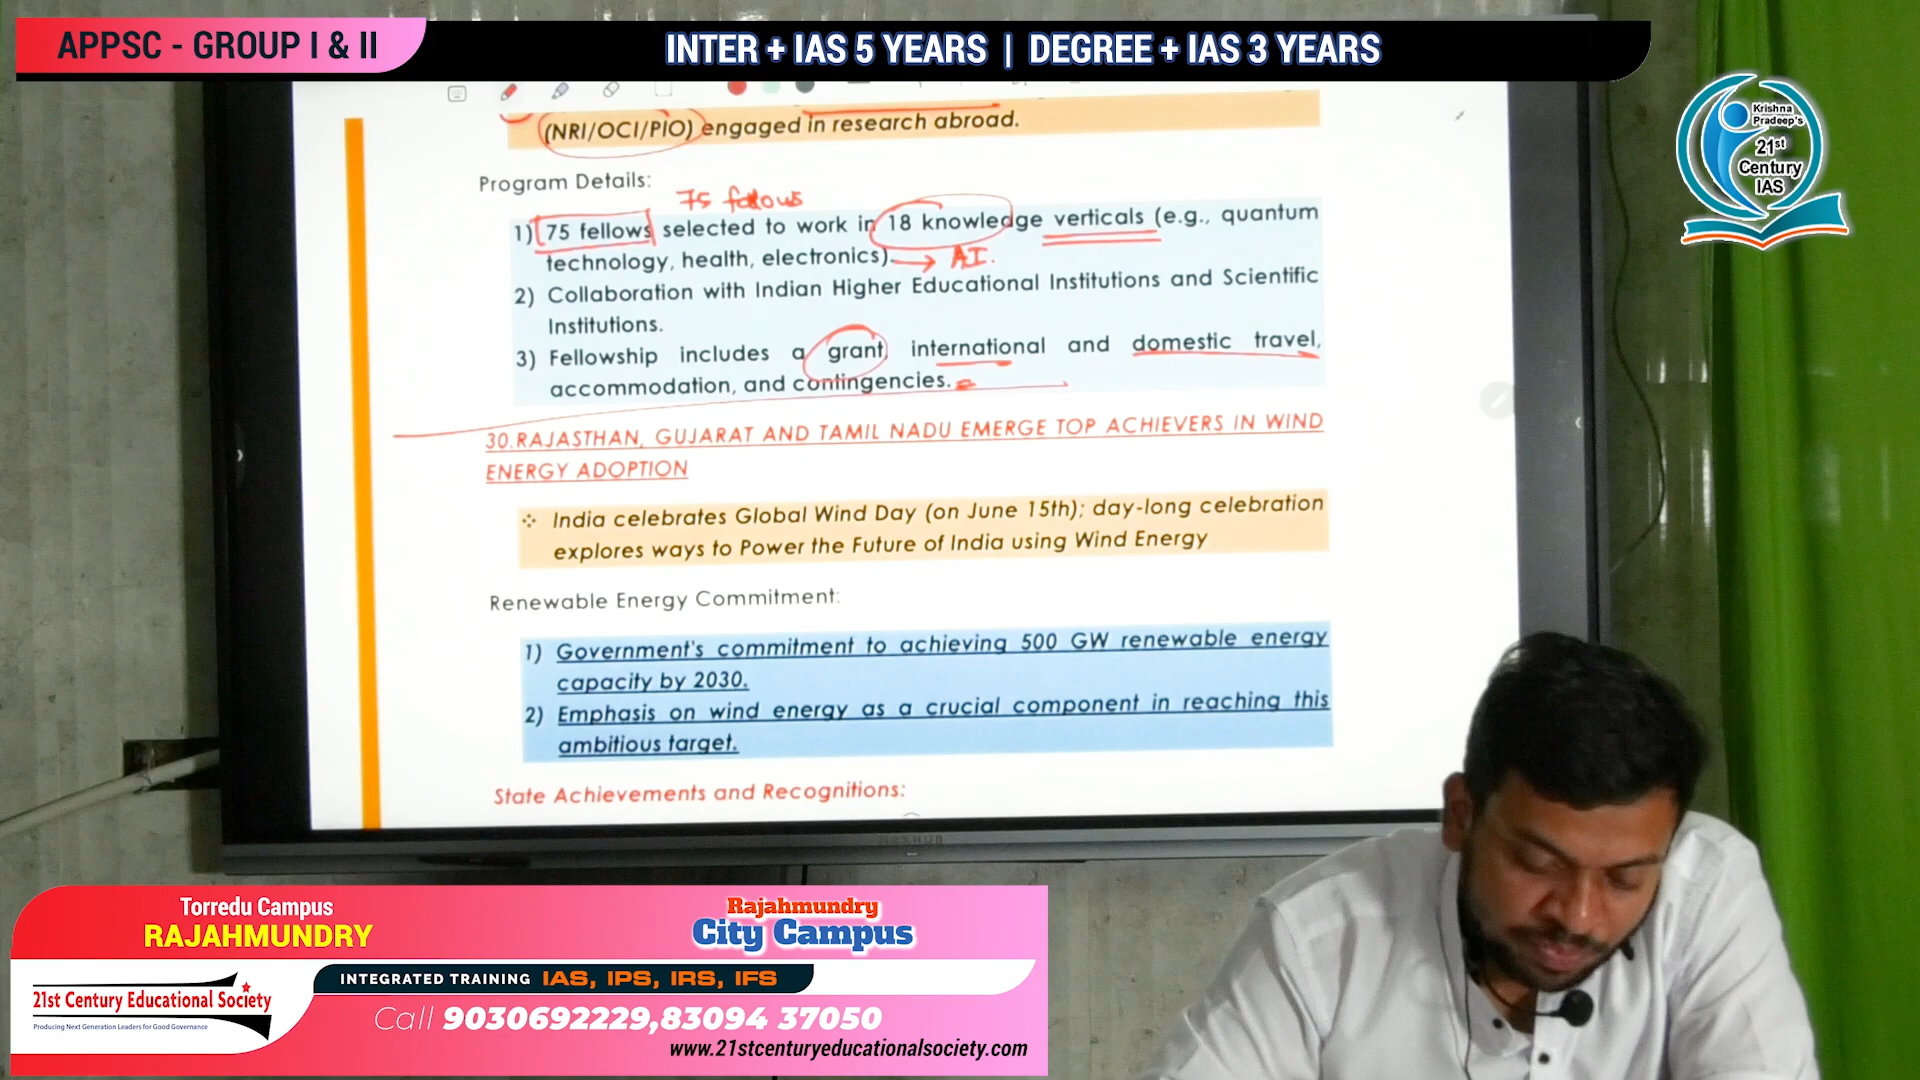 APPSC - GROUP I & II
INTER + IAS 5 YEARS | DEGREE + IAS 3 YEARS
Krishna
Pradeep's
21st
Century
IAS
(NRI/OCI/PIO) engaged in research abroad.
Program Details:
75 fellows
1) 75 fellows selected to work in 18 knowledge verticals (e.g., quantum
technology, health, electronics). → AI.
2) Collaboration with Indian Higher Educational Institutions and Scientific
Institutions.
3) Fellowship includes a grant, international and domestic travel,
accommodation, and contingencies.
30.RAJASTHAN, GUJARAT AND TAMIL NADU EMERGE TOP ACHIEVERS IN WIND
ENERGY ADOPTION
❖ India celebrates Global Wind Day (on June 15th); day-long celebration
explores ways to Power the Future of India using Wind Energy
Renewable Energy Commitment:
1) Government's commitment to achieving 500 GW renewable energy
capacity by 2030.
2) Emphasis on wind energy as a crucial component in reaching this
ambitious target.
State Achievements and Recognitions:
Torredu Campus
RAJAHMUNDRY
Rajahmundry
City Campus
21st Century Educational Society
Producing Next Generation Leaders for Good Governance
INTEGRATED TRAINING IAS, IPS, IRS, IFS
Call 9030692229,83094 37050
www.21stcenturyeducationalsociety.com